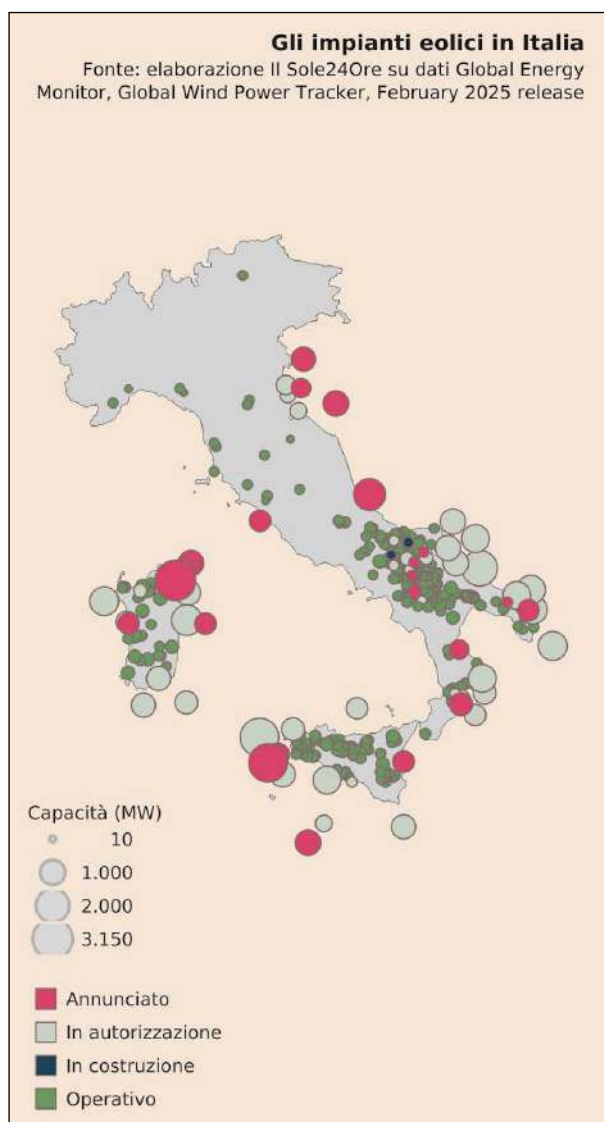 Gli impianti eolici in Italia
Fonte: elaborazione Il Sole24Ore su dati Global Energy
Monitor, Global Wind Power Tracker, February 2025 release
Capacità (MW)
10
1.000
2.000
3.150
Annunciato
In autorizzazione
In costruzione
Operativo